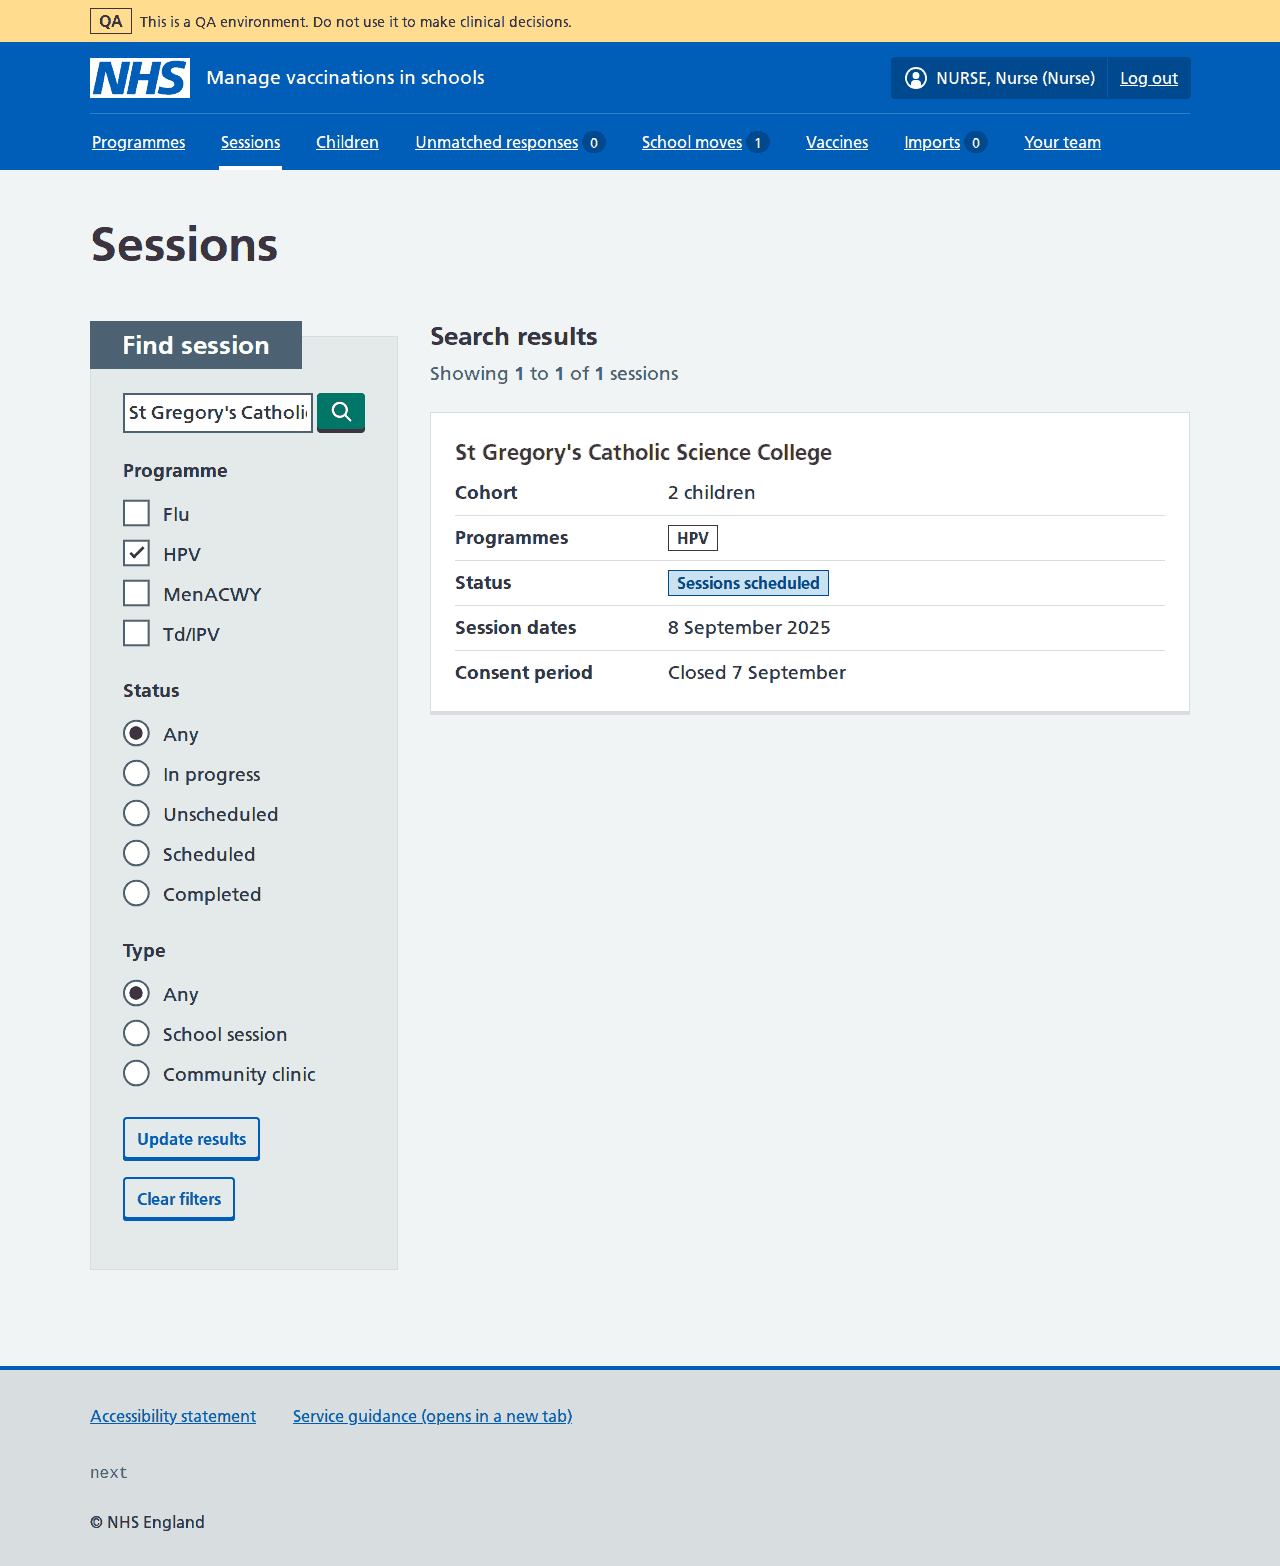 QA This is a QA environment. Do not use it to make clinical decisions.
NHS Manage vaccinations in schools NURSE, Nurse (Nurse) Log out
Programmes Sessions Children Unmatched responses 0 School moves 1 Vaccines Imports 0 Your team
Sessions
Find session
St Gregory's Catholi
Programme
Flu
HPV
MenACWY
Td/IPV
Status
Any
In progress
Unscheduled
Scheduled
Completed
Type
Any
School session
Community clinic
Update results
Clear filters
Search results
Showing 1 to 1 of 1 sessions
St Gregory's Catholic Science College
Cohort 2 children
Programmes HPV
Status Sessions scheduled
Session dates 8 September 2025
Consent period Closed 7 September
Accessibility statement Service guidance (opens in a new tab)
next
© NHS England